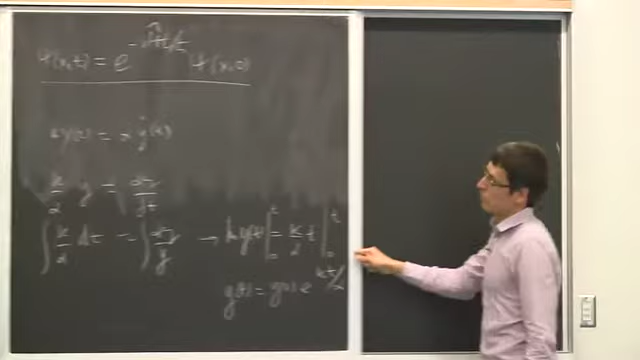 Ψ(x,t) = e^{-iĤt/ℏ} Ψ(x,0)
k y(t) = α ẏ(t)
k/α y = dy/dt
∫ k/α dt = ∫ dy/y → ln y(t) |₀ᵗ = k/α t |₀ᵗ
y(t) = y(0) e^{kt/α}